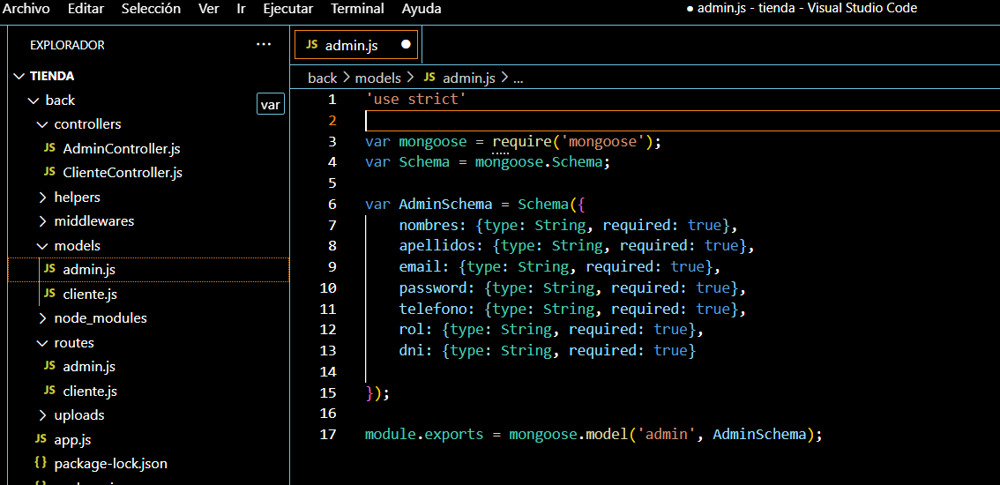 Archivo Editar Selección Ver Ir Ejecutar Terminal Ayuda ● admin.js - tienda - Visual Studio Code
EXPLORADOR ...
TIENDA
back
var
controllers
JS AdminController.js
JS ClienteController.js
helpers
middlewares
models
JS admin.js
JS cliente.js
node_modules
routes
JS admin.js
JS cliente.js
uploads
JS app.js
{} package-lock.json
JS admin.js ●
back > models > JS admin.js > ...
1 'use strict'
2
3 var mongoose = require('mongoose');
4 var Schema = mongoose.Schema;
5
6 var AdminSchema = Schema({
7     nombres: {type: String, required: true},
8     apellidos: {type: String, required: true},
9     email: {type: String, required: true},
10     password: {type: String, required: true},
11     telefono: {type: String, required: true},
12     rol: {type: String, required: true},
13     dni: {type: String, required: true}
14
15 });
16
17 module.exports = mongoose.model('admin', AdminSchema);